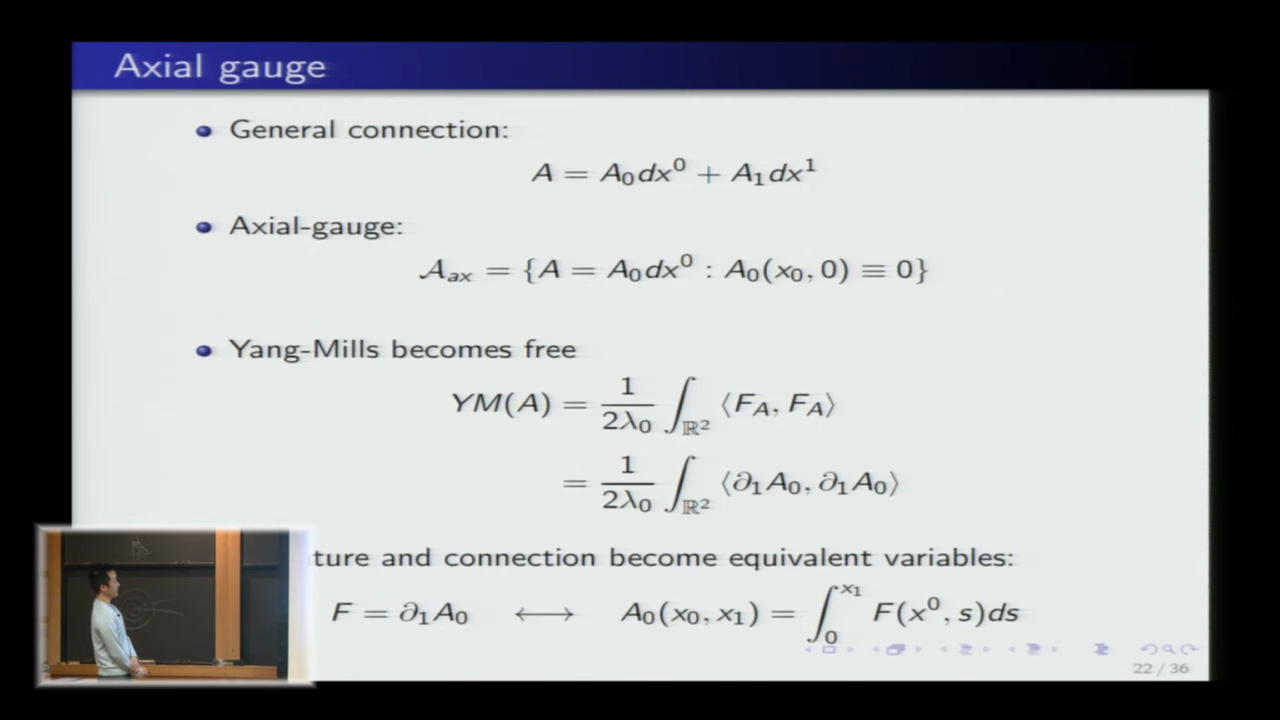 Axial gauge
General connection:
A = A₀dx⁰ + A₁dx¹
Axial-gauge:
𝒜ₐₓ = {A = A₀dx⁰ : A₀(x₀, 0) ≡ 0}
Yang-Mills becomes free
YM(A) = 1/2λ₀ ∫_ℝ² ⟨F_A, F_A⟩
= 1/2λ₀ ∫_ℝ² ⟨∂₁A₀, ∂₁A₀⟩
ture and connection become equivalent variables:
F = ∂₁A₀ ⟷ A₀(x₀, x₁) = ∫₀^x₁ F(x⁰, s)ds
22 / 36